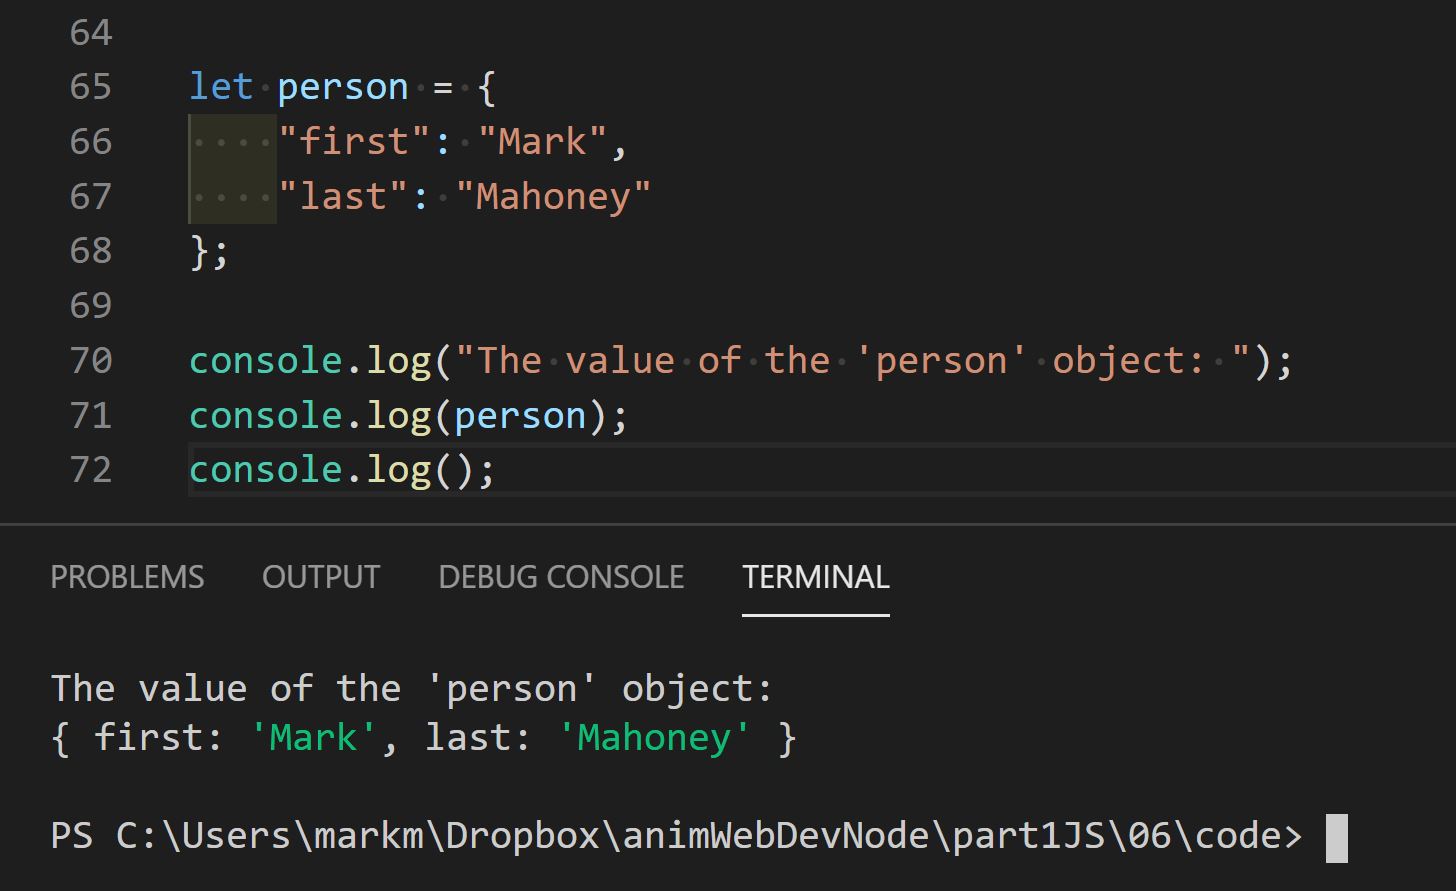 64
65 let person = {
66     "first": "Mark",
67     "last": "Mahoney"
68 };
69
70 console.log("The value of the 'person' object: ");
71 console.log(person);
72 console.log();
PROBLEMS OUTPUT DEBUG CONSOLE TERMINAL
The value of the 'person' object:
{ first: 'Mark', last: 'Mahoney' }
PS C:\Users\markm\Dropbox\animWebDevNode\part1JS\06\code>